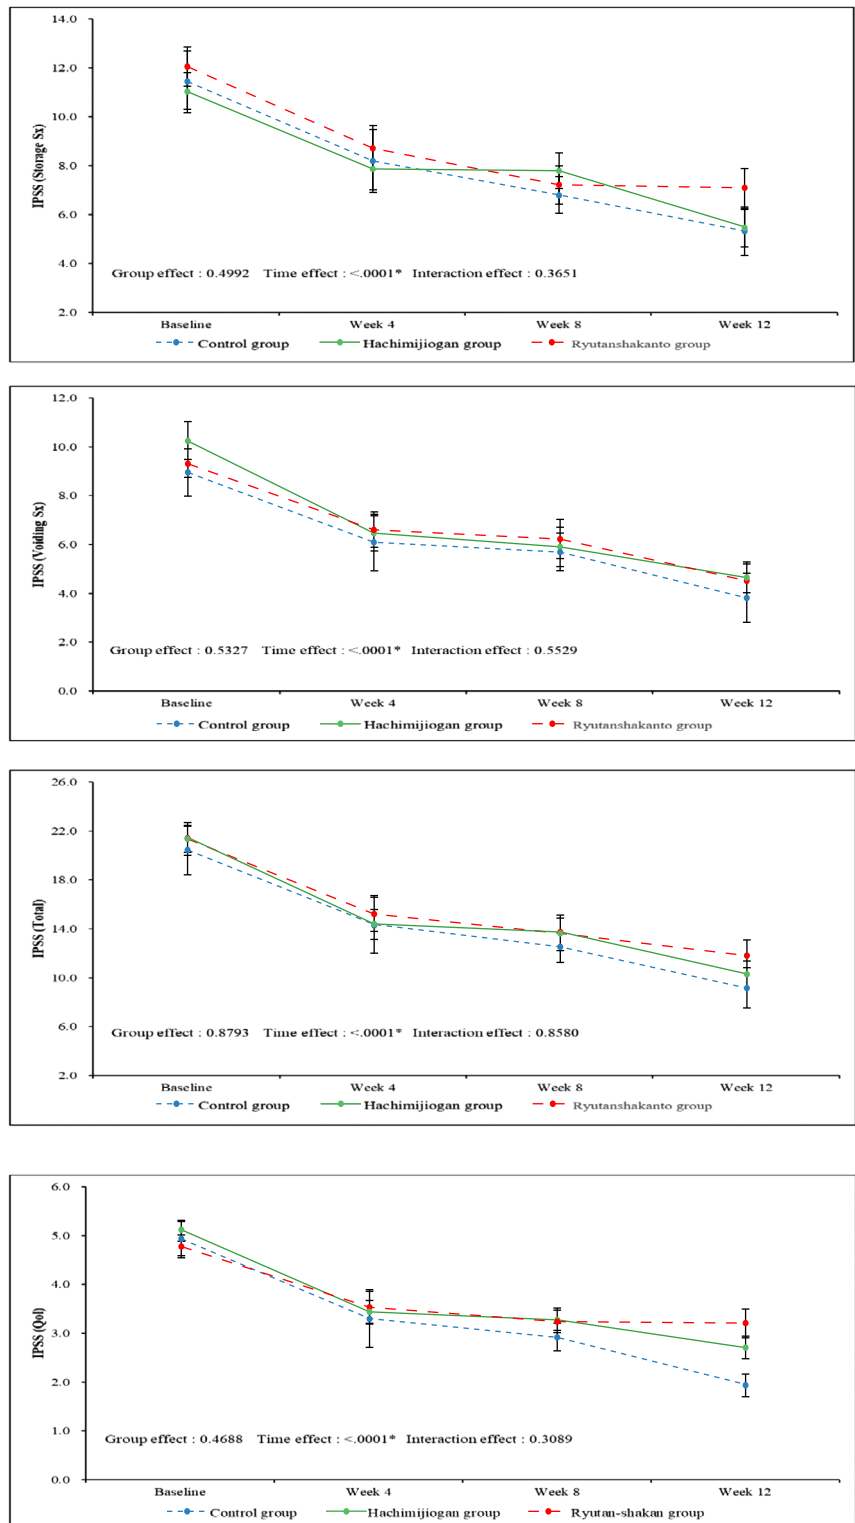 14.0
12.0
10.0
8.0
6.0
4.0
2.0
IPSS (Storage Sx)
Group effect : 0.4992 Time effect : <.0001* Interaction effect : 0.3651
Baseline Week 4 Week 8 Week 12
Control group Hachimijiogan group Ryutanshakanto group
12.0
10.0
8.0
6.0
4.0
2.0
0.0
IPSS (Voiding Sx)
Group effect : 0.5327 Time effect : <.0001* Interaction effect : 0.5529
Baseline Week 4 Week 8 Week 12
Control group Hachimijiogan group Ryutanshakanto group
26.0
22.0
18.0
14.0
10.0
6.0
2.0
IPSS (Total)
Group effect : 0.8793 Time effect : <.0001* Interaction effect : 0.8580
Baseline Week 4 Week 8 Week 12
Control group Hachimijiogan group Ryutanshakanto group
6.0
5.0
4.0
3.0
2.0
1.0
0.0
IPSS (Qol)
Group effect : 0.4688 Time effect : <.0001* Interaction effect : 0.3089
Baseline Week 4 Week 8 Week 12
Control group Hachimijiogan group Ryutan-shakan group